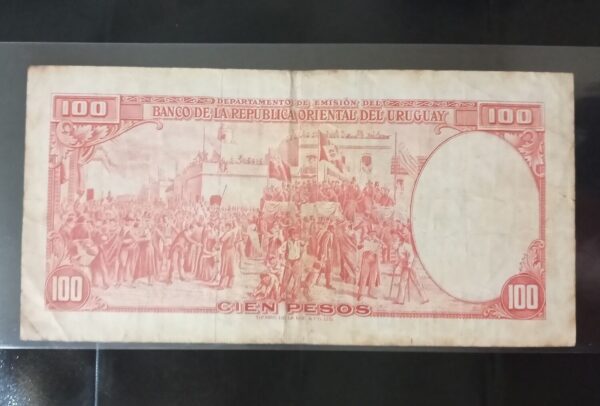 DEPARTAMENTO DE EMISIÓN DEL
100 BANCO DE LA REPUBLICA ORIENTAL DEL URUGUAY 100
100 CIEN PESOS 100